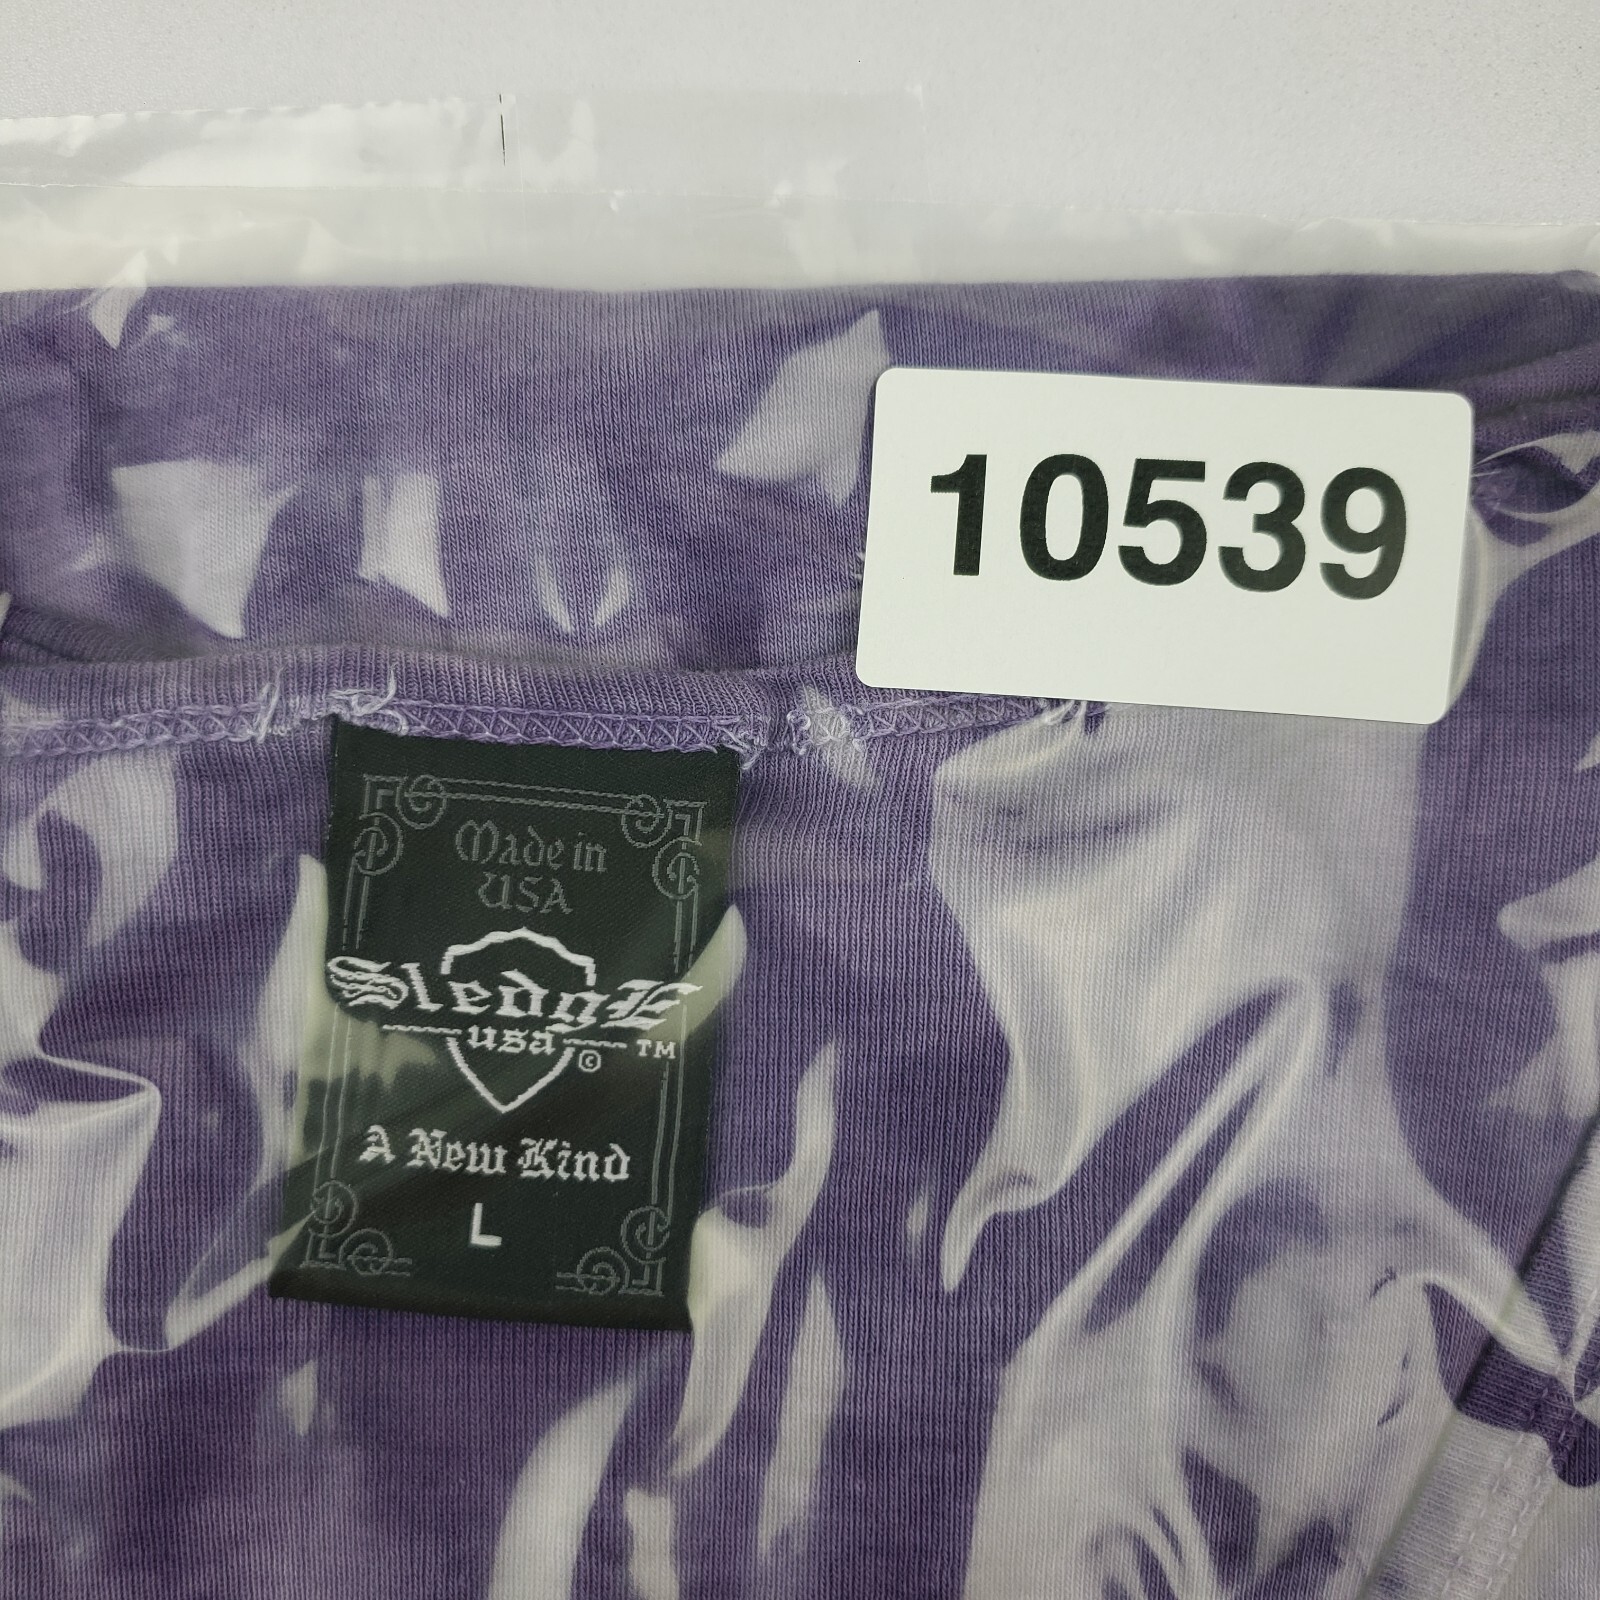 10539
Made in
USA
SledgE
usa
© TM
A New Kind
L